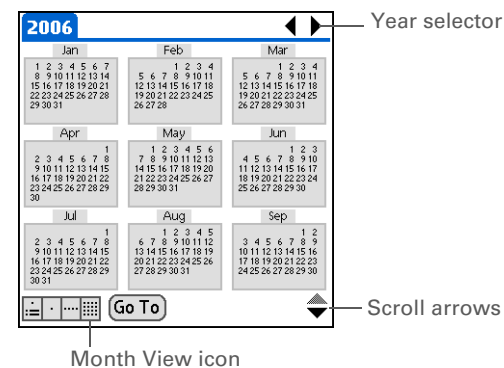 2006
Year selector
Jan Feb Mar
1 2 3 4 5 6 7
8 9 10 11 12 13 14
15 16 17 18 19 20 21
22 23 24 25 26 27 28
29 30 31
1 2 3 4
5 6 7 8 9 10 11
12 13 14 15 16 17 18
19 20 21 22 23 24 25
26 27 28
1 2 3 4
5 6 7 8 9 10 11
12 13 14 15 16 17 18
19 20 21 22 23 24 25
26 27 28 29 30 31
Apr May Jun
1
2 3 4 5 6 7 8
9 10 11 12 13 14 15
16 17 18 19 20 21 22
23 24 25 26 27 28 29
30
1 2 3 4 5 6
7 8 9 10 11 12 13
14 15 16 17 18 19 20
21 22 23 24 25 26 27
28 29 30 31
1 2 3
4 5 6 7 8 9 10
11 12 13 14 15 16 17
18 19 20 21 22 23 24
25 26 27 28 29 30
Jul Aug Sep
1
2 3 4 5 6 7 8
9 10 11 12 13 14 15
16 17 18 19 20 21 22
23 24 25 26 27 28 29
30 31
1 2 3 4 5
6 7 8 9 10 11 12
13 14 15 16 17 18 19
20 21 22 23 24 25 26
27 28 29 30 31
1 2
3 4 5 6 7 8 9
10 11 12 13 14 15 16
17 18 19 20 21 22 23
24 25 26 27 28 29 30
Go To
Scroll arrows
Month View icon